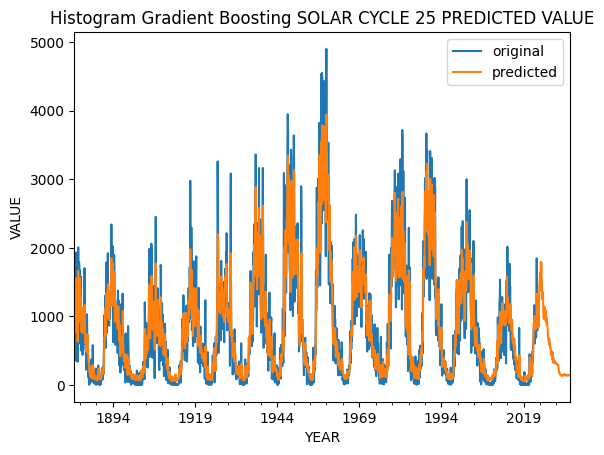 Histogram Gradient Boosting SOLAR CYCLE 25 PREDICTED VALUE
original
predicted
VALUE
5000
4000
3000
2000
1000
0
1894 1919 1944 1969 1994 2019
YEAR